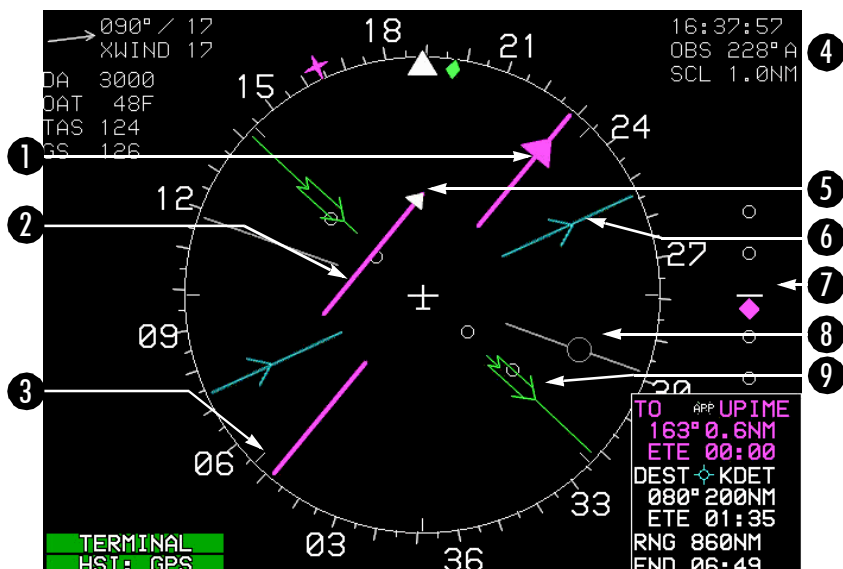 090°/ 17
XWIND 17
DA 3000
OAT 48F
TAS 124
GS 126
16:37:57
OBS 228°A
SCL 1.0NM
18
21
24
27
30
33
36
03
06
09
12
15
1
2
3
4
5
6
7
8
9
TO APP UPIME
163° 0.6NM
ETE 00:00
DEST KDET
080° 200NM
ETE 01:35
RNG 860NM
END 06:49
TERMINAL
HSI: GPS